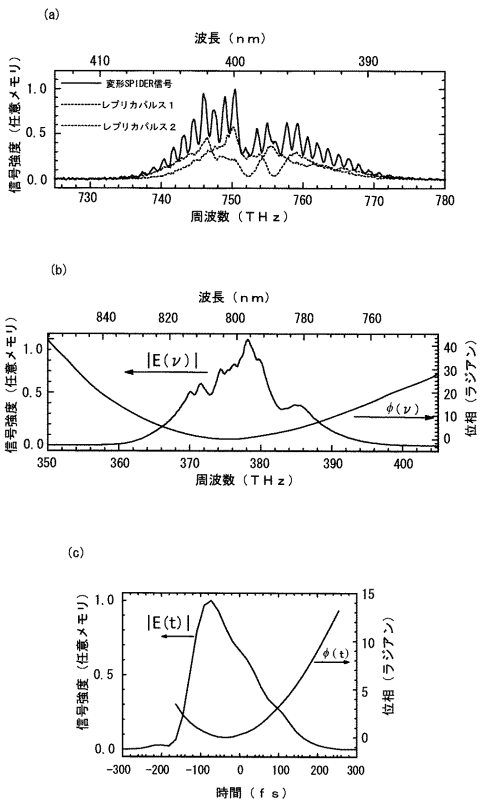 (a)
波長（nm）
410 400 390
信号強度（任意メモリ）
1.0
0.5
0.0
変形SPIDER信号
レプリカパルス1
レプリカパルス2
730 740 750 760 770 780
周波数（THz）
(b)
波長（nm）
840 820 800 780 760
信号強度（任意メモリ）
1.0
0.5
0.0
|E(ν)|
φ(ν)
40
30
20
10
0
位相（ラジアン）
350 360 370 380 390 400
周波数（THz）
(c)
信号強度（任意メモリ）
1.0
0.5
0.0
|E(t)|
φ(t)
15
10
5
0
位相（ラジアン）
-300 -200 -100 0 100 200 300
時間（fs）